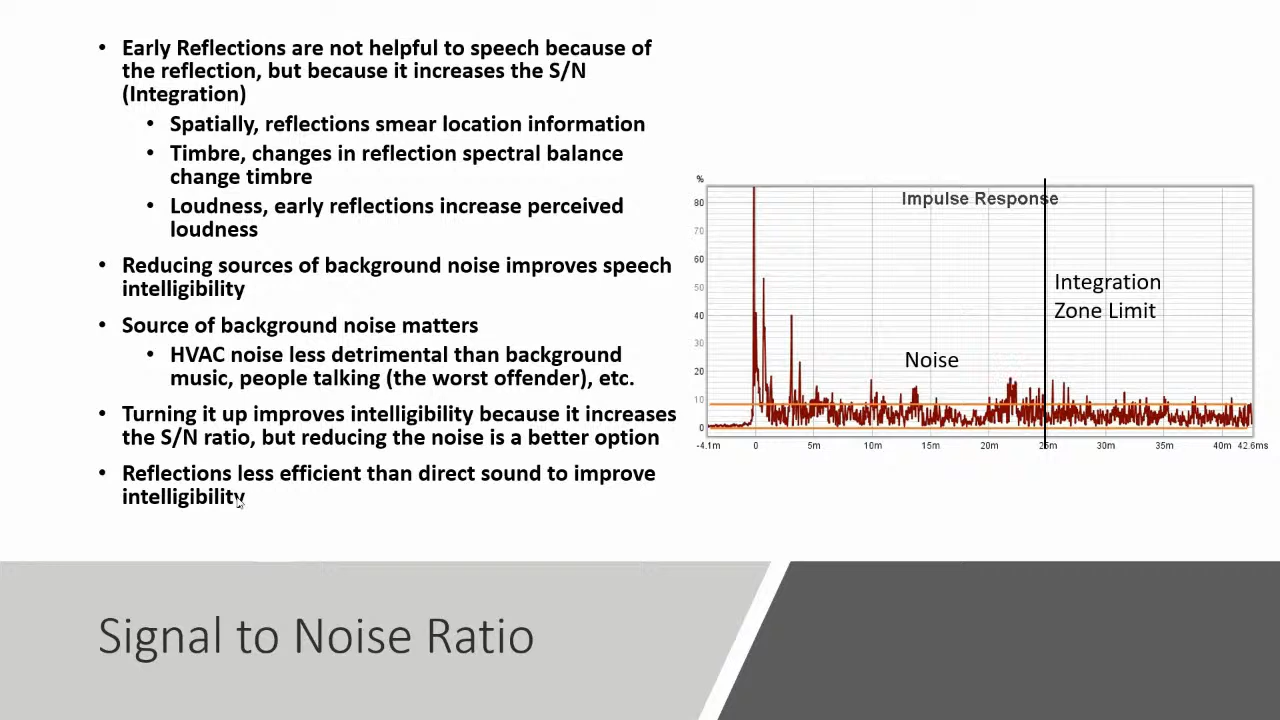 • Early Reflections are not helpful to speech because of
the reflection, but because it increases the S/N
(Integration)
• Spatially, reflections smear location information
• Timbre, changes in reflection spectral balance
change timbre
• Loudness, early reflections increase perceived
loudness
• Reducing sources of background noise improves speech
intelligibility
• Source of background noise matters
• HVAC noise less detrimental than background
music, people talking (the worst offender), etc.
• Turning it up improves intelligibility because it increases
the S/N ratio, but reducing the noise is a better option
• Reflections less efficient than direct sound to improve
intelligibility
%
Impulse Response
80
70
60
50
40
30
20
10
0
Integration
Zone Limit
Noise
-4.1m 0 5m 10m 15m 20m 25m 30m 35m 40m 42.6ms
Signal to Noise Ratio